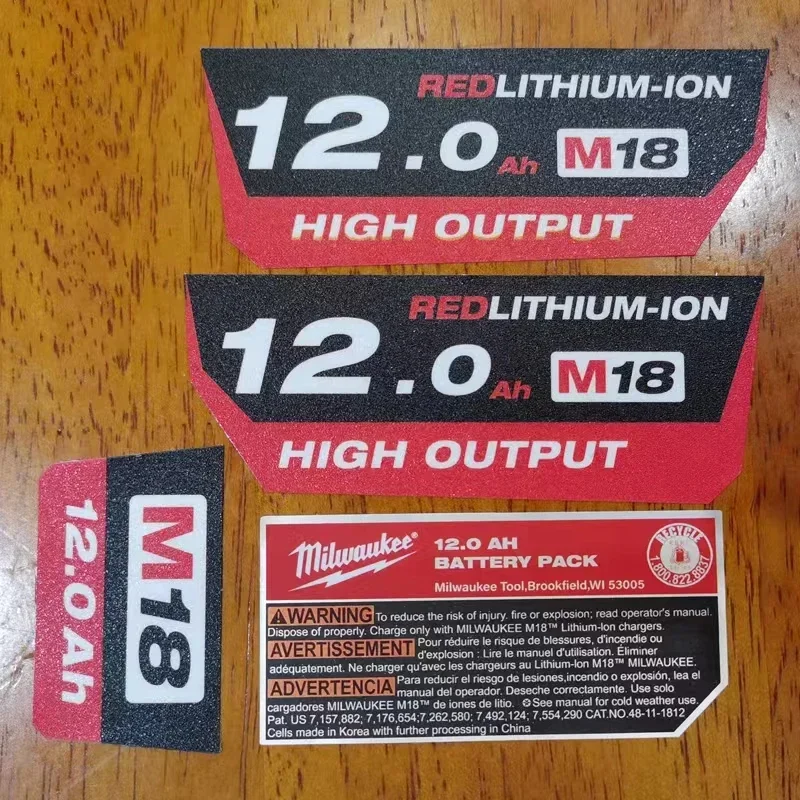 REDLITHIUM-ION
12.0 Ah M18
HIGH OUTPUT
REDLITHIUM-ION
12.0 Ah M18
HIGH OUTPUT
M18
12.0 Ah
Milwaukee®
12.0 AH
BATTERY PACK
Milwaukee Tool,Brookfield,WI 53005
RECYCLE
1.800.822.8837
WARNING To reduce the risk of injury. fire or explosion; read operator's manual.
Dispose of properly. Charge only with MILWAUKEE M18™ Lithium-Ion chargers.
AVERTISSEMENT Pour réduire le risque de blessures, d'incendie ou
d'explosion : Lire le manuel d'utilisation. Éliminer
adéquatement. Ne charger qu'avec les chargeurs au Lithium-Ion M18™ MILWAUKEE.
ADVERTENCIA Para reducir el riesgo de lesiones,incendio o explosión, lea el
manual del operador. Deseche correctamente. Use solo
cargadores MILWAUKEE M18™ de iones de litio. See manual for cold weather use.
Pat. US 7,157,882; 7,176,654;7,262,580; 7,492,124; 7,554,290 CAT.NO.48-11-1812
Cells made in Korea with further processing in China